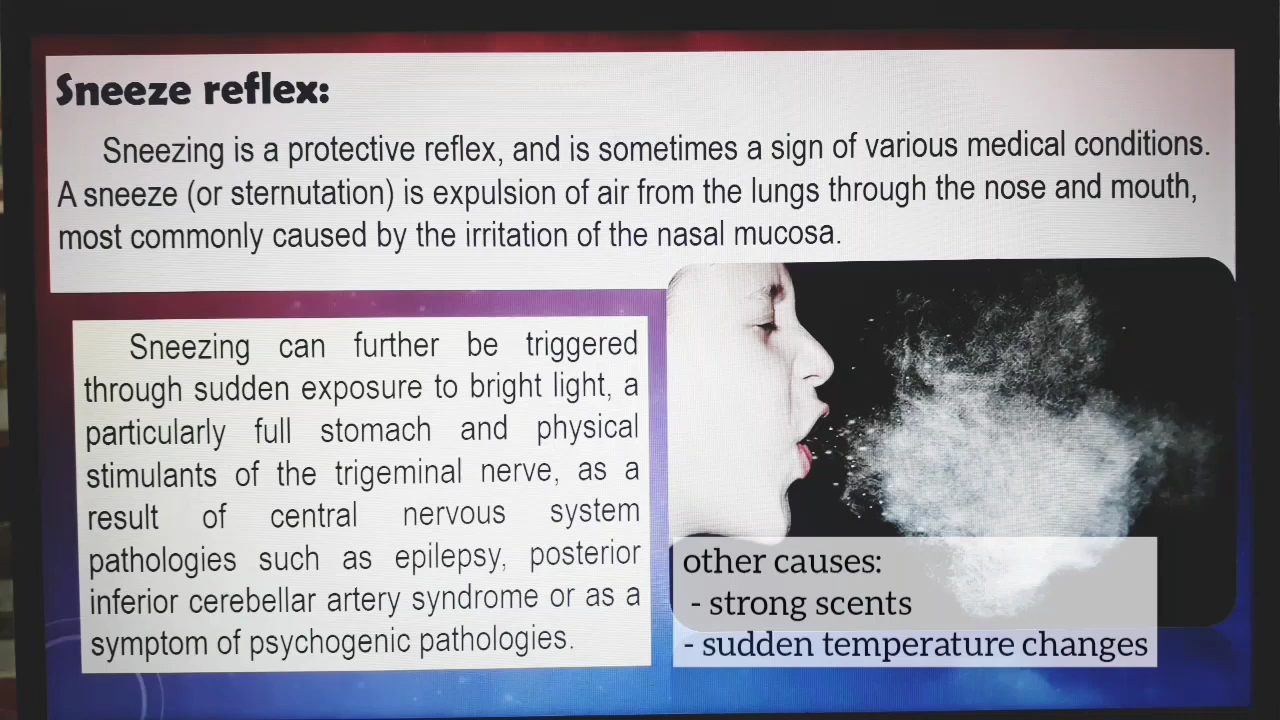 Sneeze reflex:
Sneezing is a protective reflex, and is sometimes a sign of various medical conditions.
A sneeze (or sternutation) is expulsion of air from the lungs through the nose and mouth,
most commonly caused by the irritation of the nasal mucosa.
Sneezing can further be triggered
through sudden exposure to bright light, a
particularly full stomach and physical
stimulants of the trigeminal nerve, as a
result of central nervous system
pathologies such as epilepsy, posterior
inferior cerebellar artery syndrome or as a
symptom of psychogenic pathologies.
other causes:
- strong scents
- sudden temperature changes